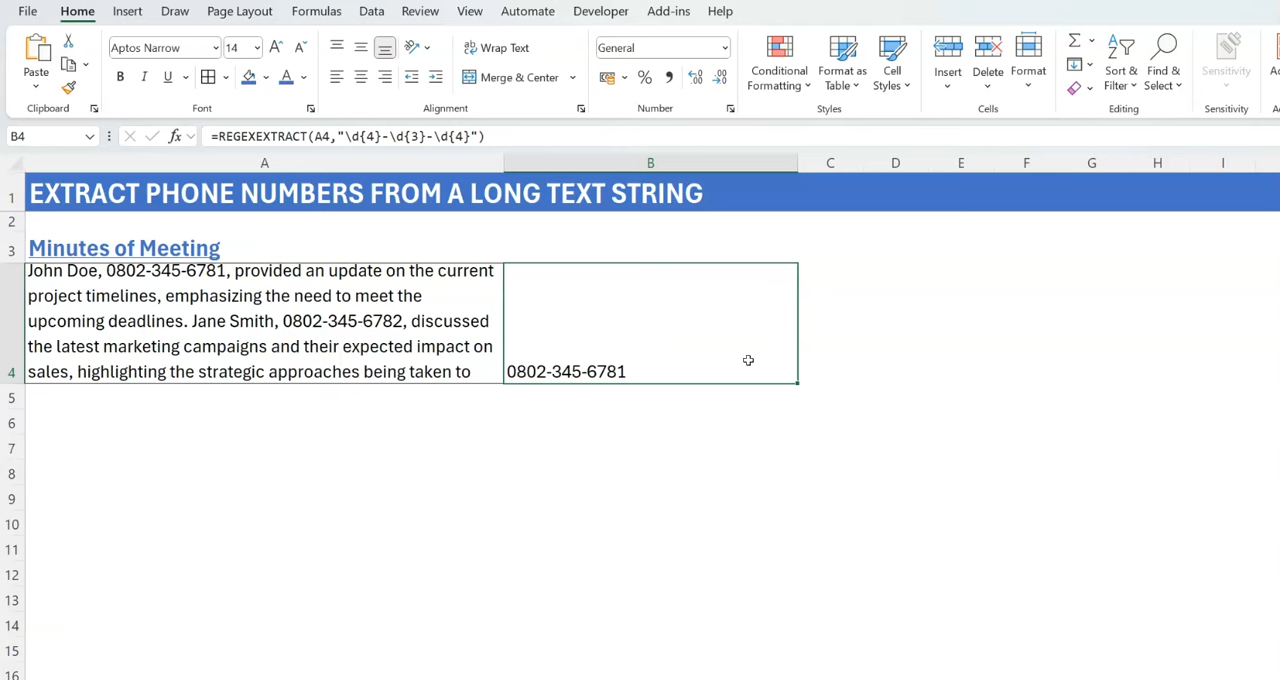 File Home Insert Draw Page Layout Formulas Data Review View Automate Developer Add-ins Help
Paste
Clipboard
Aptos Narrow 14 A A
B I U A
Font
ab Wrap Text
Merge & Center
Alignment
General
% 9 .00
Number
Conditional Formatting
Format as Table
Cell Styles
Styles
Insert Delete Format
Cells
Sort & Filter
Find & Select
Editing
Sensitivity
Sensitivity
B4 fx =REGEXEXTRACT(A4,"\d{4}-\d{3}-\d{4}")
A B C D E F G H I
1 EXTRACT PHONE NUMBERS FROM A LONG TEXT STRING
2
3 Minutes of Meeting
John Doe, 0802-345-6781, provided an update on the current
project timelines, emphasizing the need to meet the
upcoming deadlines. Jane Smith, 0802-345-6782, discussed
the latest marketing campaigns and their expected impact on
4 sales, highlighting the strategic approaches being taken to 0802-345-6781
5
6
7
8
9
10
11
12
13
14
15
16